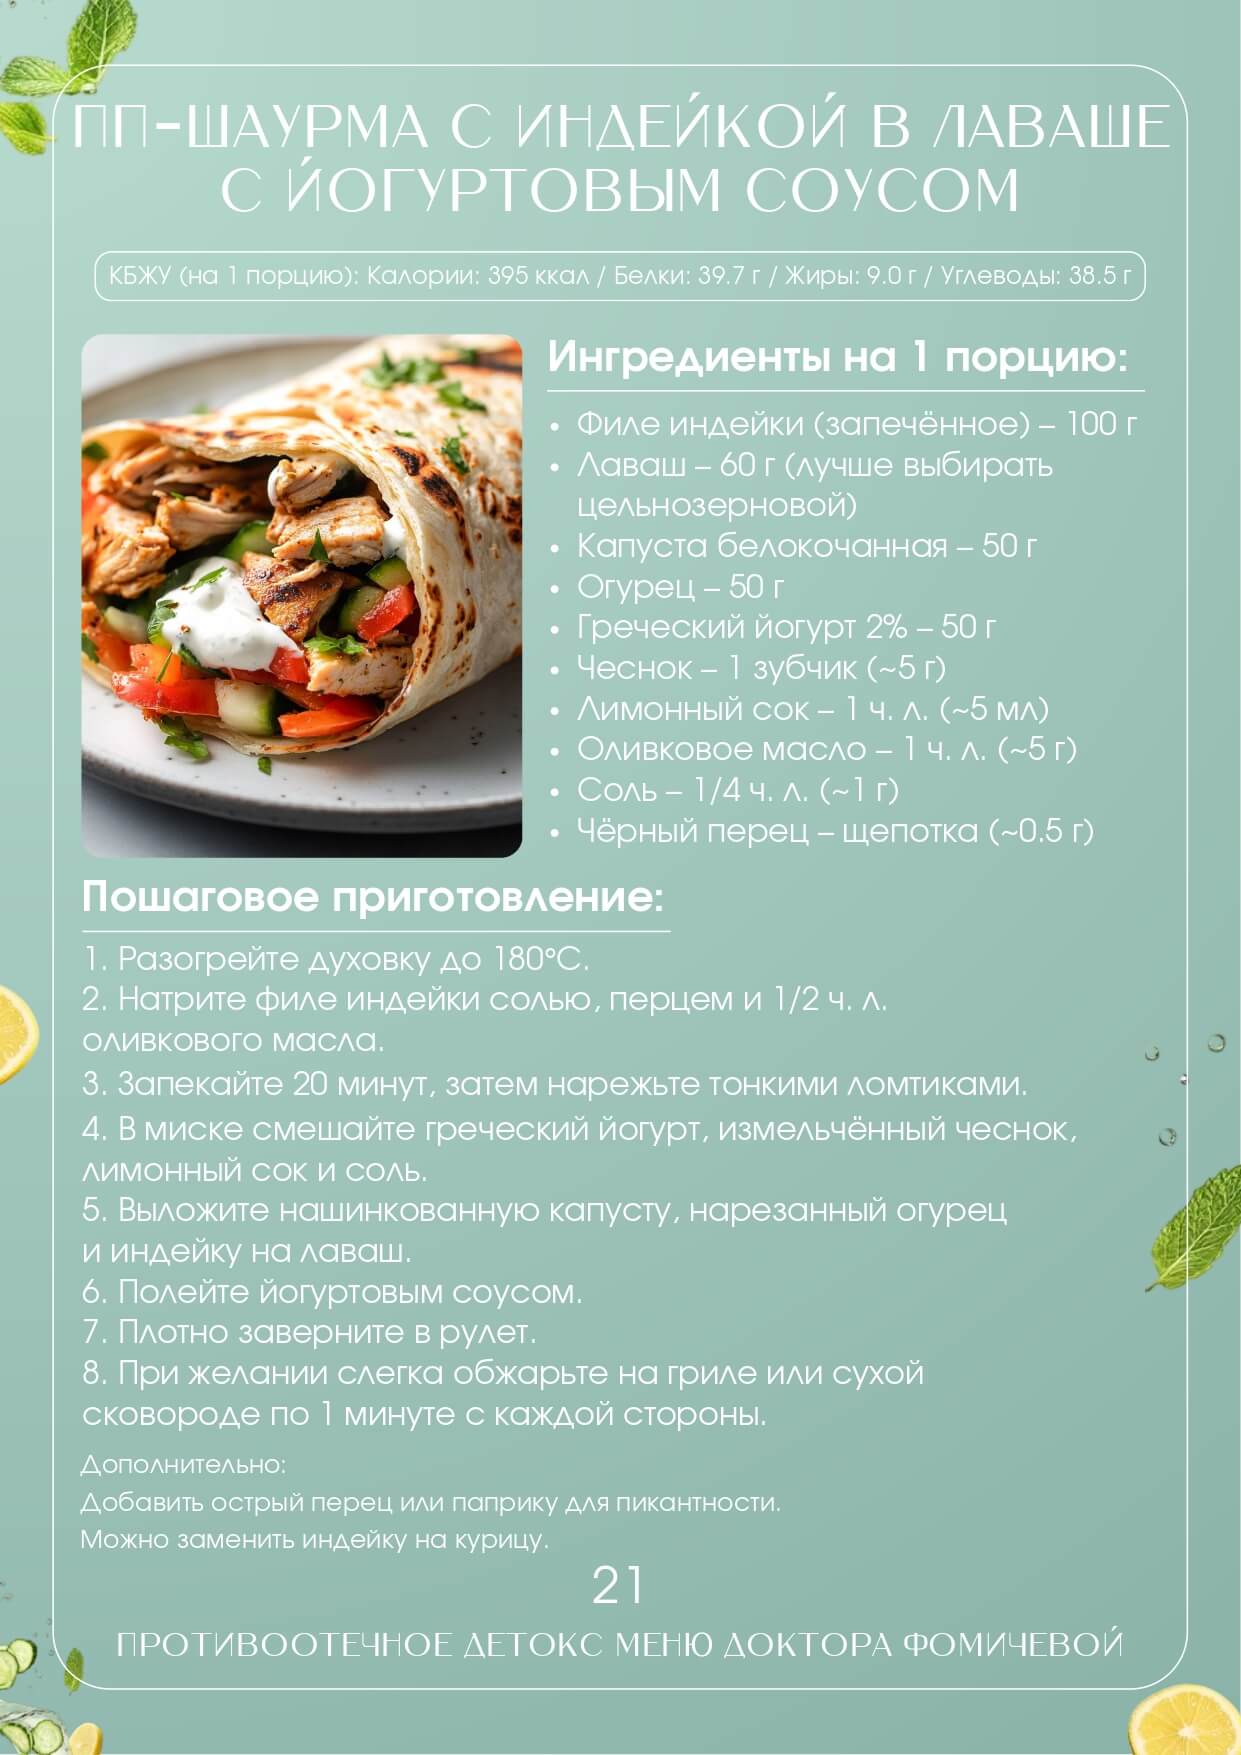 ПП-ШАУРМА С ИНДЕЙКОЙ В ЛАВАШЕ
С ЙОГУРТОВЫМ СОУСОМ
КБЖУ (на 1 порцию): Калории: 395 ккал / Белки: 39.7 г / Жиры: 9.0 г / Углеводы: 38.5 г
Ингредиенты на 1 порцию:
• Филе индейки (запечённое) – 100 г
• Лаваш – 60 г (лучше выбирать
цельнозерновой)
• Капуста белокочанная – 50 г
• Огурец – 50 г
• Греческий йогурт 2% – 50 г
• Чеснок – 1 зубчик (~5 г)
• Лимонный сок – 1 ч. л. (~5 мл)
• Оливковое масло – 1 ч. л. (~5 г)
• Соль – 1/4 ч. л. (~1 г)
• Чёрный перец – щепотка (~0.5 г)
Пошаговое приготовление:
1. Разогрейте духовку до 180°C.
2. Натрите филе индейки солью, перцем и 1/2 ч. л.
оливкового масла.
3. Запекайте 20 минут, затем нарежьте тонкими ломтиками.
4. В миске смешайте греческий йогурт, измельчённый чеснок,
лимонный сок и соль.
5. Выложите нашинкованную капусту, нарезанный огурец
и индейку на лаваш.
6. Полейте йогуртовым соусом.
7. Плотно заверните в рулет.
8. При желании слегка обжарьте на гриле или сухой
сковороде по 1 минуте с каждой стороны.
Дополнительно:
Добавить острый перец или паприку для пикантности.
Можно заменить индейку на курицу.
21
ПРОТИВООТЕЧНОЕ ДЕТОКС МЕНЮ ДОКТОРА ФОМИЧЕВОЙ